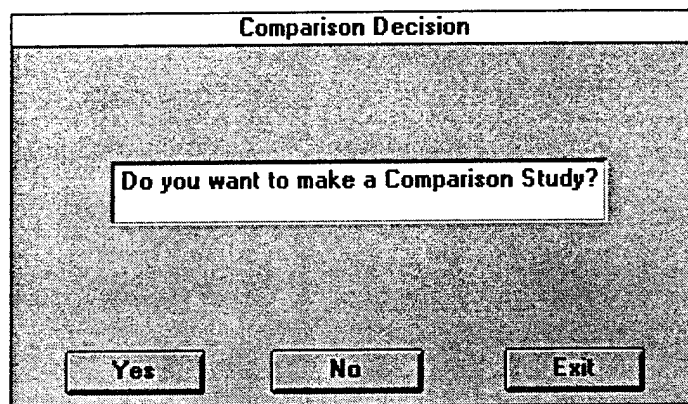 Comparison Decision
Do you want to make a Comparison Study?
Yes No Exit